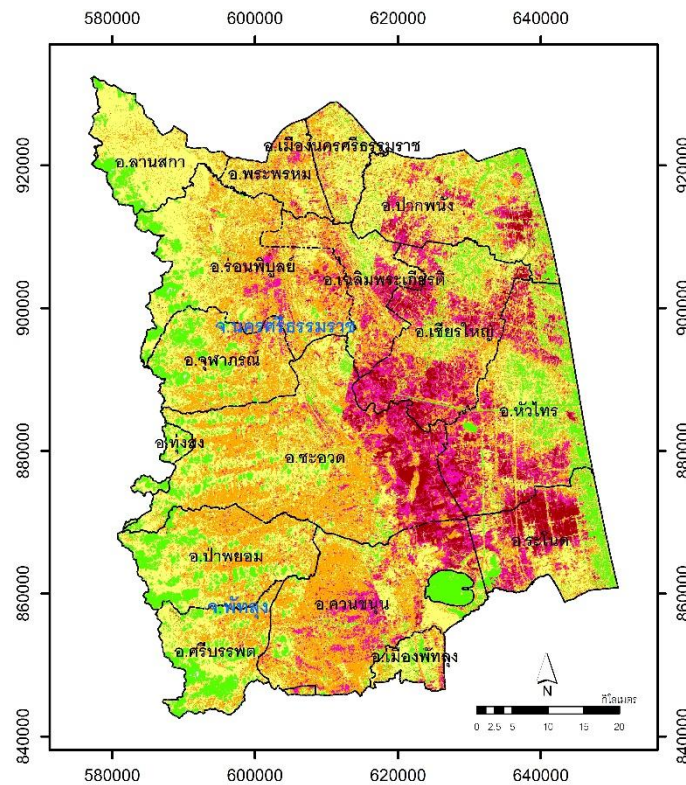 580000 600000 620000 640000
920000 920000
900000 900000
880000 880000
860000 860000
840000 840000
อ.เมืองนครศรีธรรมราช
อ.ลานสกา
อ.พระพรหม
อ.ปากพนัง
อ.ร่อนพิบูลย์
อ.เฉลิมพระเกียรติ
จ.นครศรีธรรมราช
อ.เชียรใหญ่
อ.จุฬาภรณ์
อ.หัวไทร
อ.ทุ่งสง
อ.ชะอวด
อ.ระโนด
อ.ป่าพยอม
จ.พัทลุง
อ.ควนขนุน
อ.ศรีบรรพต
อ.เมืองพัทลุง
N
กิโลเมตร
0 2.5 5 10 15 20
580000 600000 620000 640000